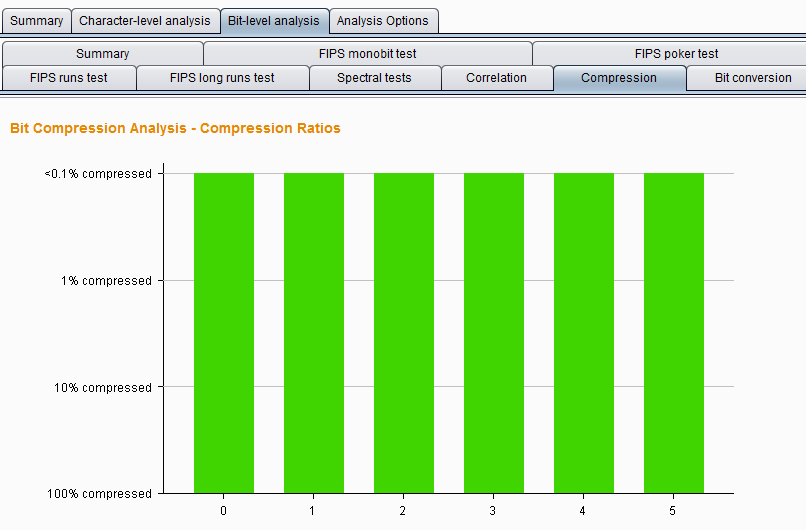 Summary Character-level analysis Bit-level analysis Analysis Options
Summary FIPS monobit test FIPS poker test
FIPS runs test FIPS long runs test Spectral tests Correlation Compression Bit conversion
Bit Compression Analysis - Compression Ratios
<0.1% compressed
1% compressed
10% compressed
100% compressed
0 1 2 3 4 5